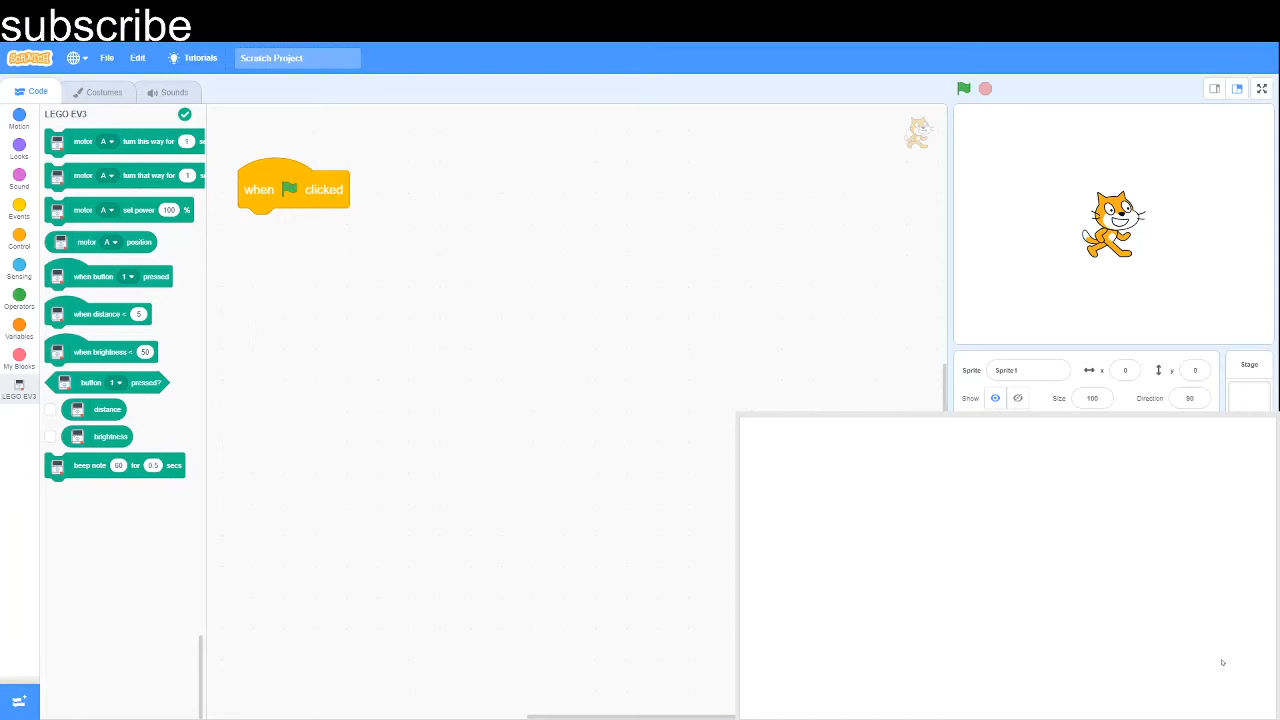 subscribe
SCRATCH File Edit Tutorials Scratch Project
Code Costumes Sounds
Motion
Looks
Sound
Events
Control
Sensing
Operators
Variables
My Blocks
LEGO EV3
LEGO EV3
motor A turn this way for 1 se
motor A turn that way for 1 se
motor A set power 100 %
motor A position
when button 1 pressed
when distance < 5
when brightness < 50
button 1 pressed?
distance
brightness
beep note 60 for 0.5 secs
when clicked
Sprite Sprite1 x 0 y 0
Show Size 100 Direction 90
Stage